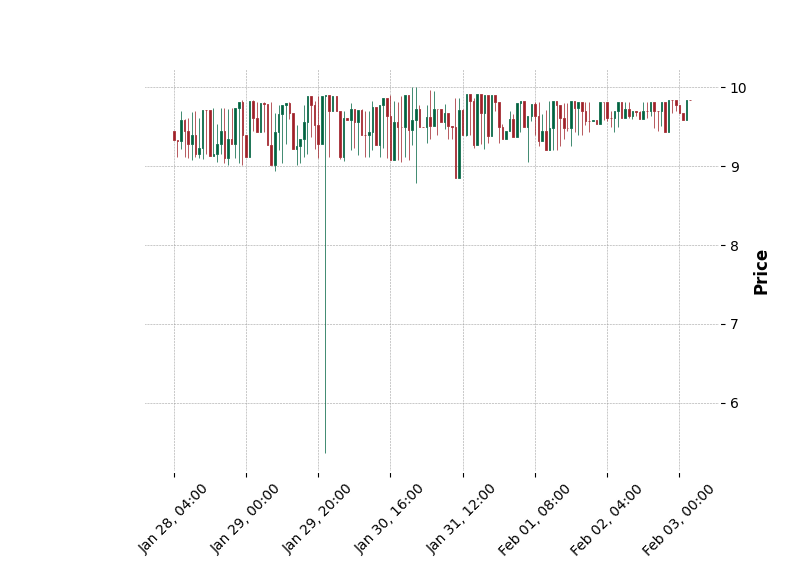 10
9
8
7
6
Price
Jan 28, 04:00
Jan 29, 00:00
Jan 29, 20:00
Jan 30, 16:00
Jan 31, 12:00
Feb 01, 08:00
Feb 02, 04:00
Feb 03, 00:00